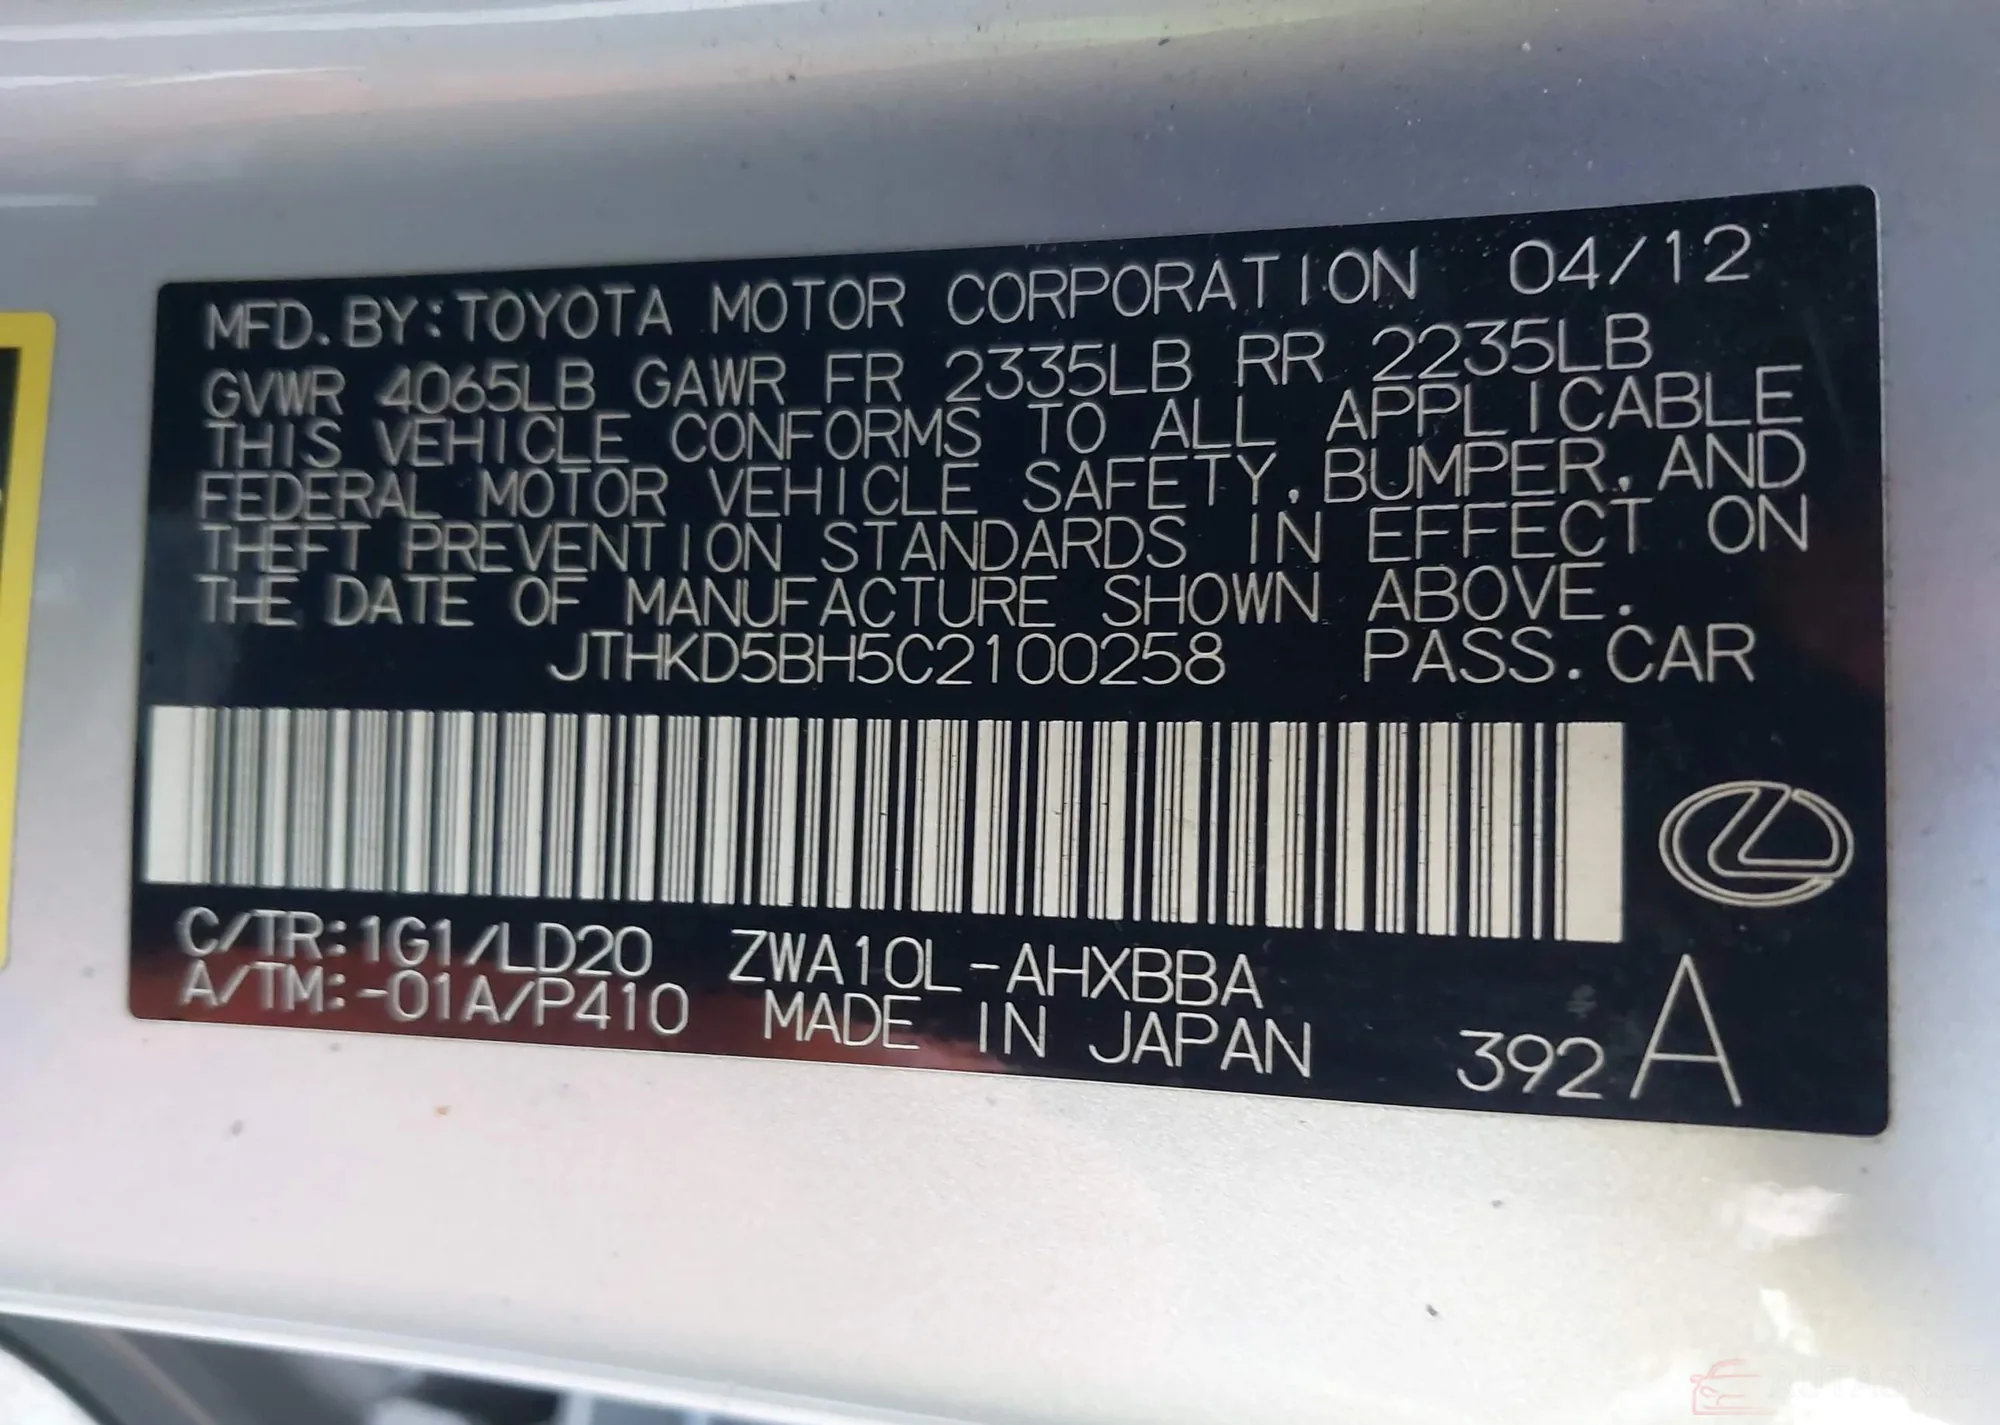 MFD. BY: TOYOTA MOTOR CORPORATION 04/12
GVWR 4065LB GAWR FR 2335LB RR 2235LB
THIS VEHICLE CONFORMS TO ALL APPLICABLE
FEDERAL MOTOR VEHICLE SAFETY, BUMPER, AND
THEFT PREVENTION STANDARDS IN EFFECT ON
THE DATE OF MANUFACTURE SHOWN ABOVE.
JTHKD5BH5C2100258 PASS. CAR
C/TR: 1G1/LD20 ZWA10L-AHXBBA
A/TM: -01A/P410 MADE IN JAPAN 392 A